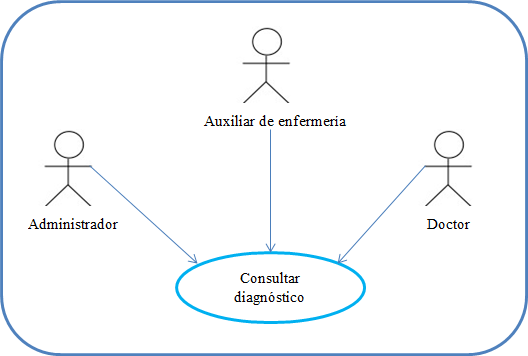 Auxiliar de enfermeria
Administrador
Doctor
Consultar
diagnóstico